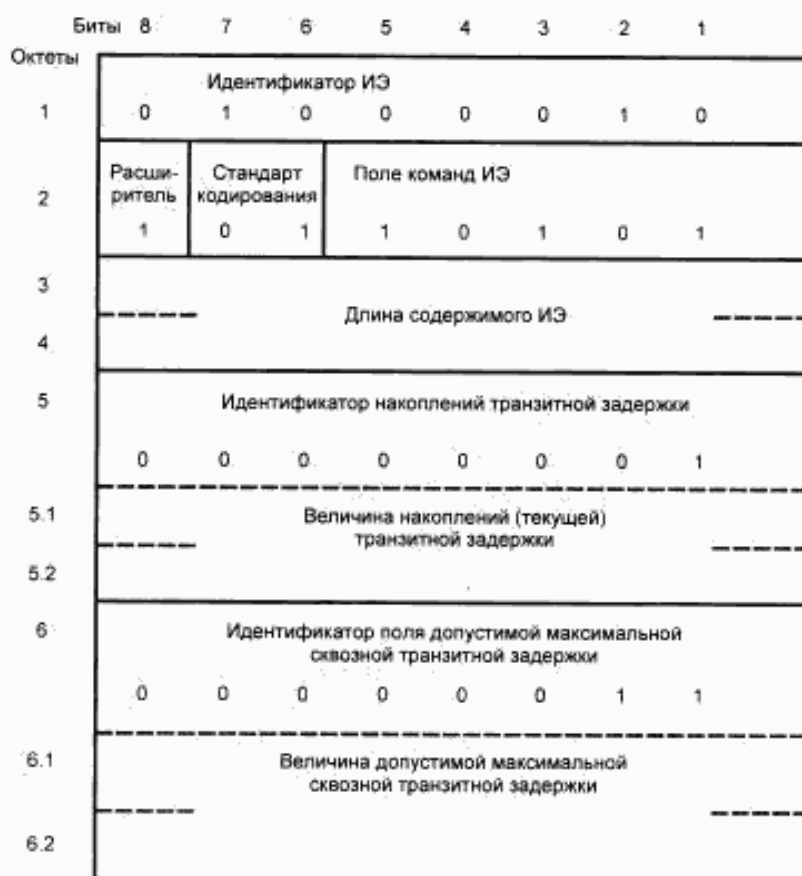 Биты 8 7 6 5 4 3 2 1
Октеты
Идентификатор ИЭ
1 0 1 0 0 0 0 1 0
Расши- Стандарт Поле команд ИЭ
2 ритель кодирования
1 0 1 1 0 1 0 1
3
Длина содержимого ИЭ
4
5 Идентификатор накоплений транзитной задержки
0 0 0 0 0 0 0 1
5.1 Величина накоплений (текущей)
транзитной задержки
5.2
6 Идентификатор поля допустимой максимальной
сквозной транзитной задержки
0 0 0 0 0 0 1 1
6.1 Величина допустимой максимальной
сквозной транзитной задержки
6.2